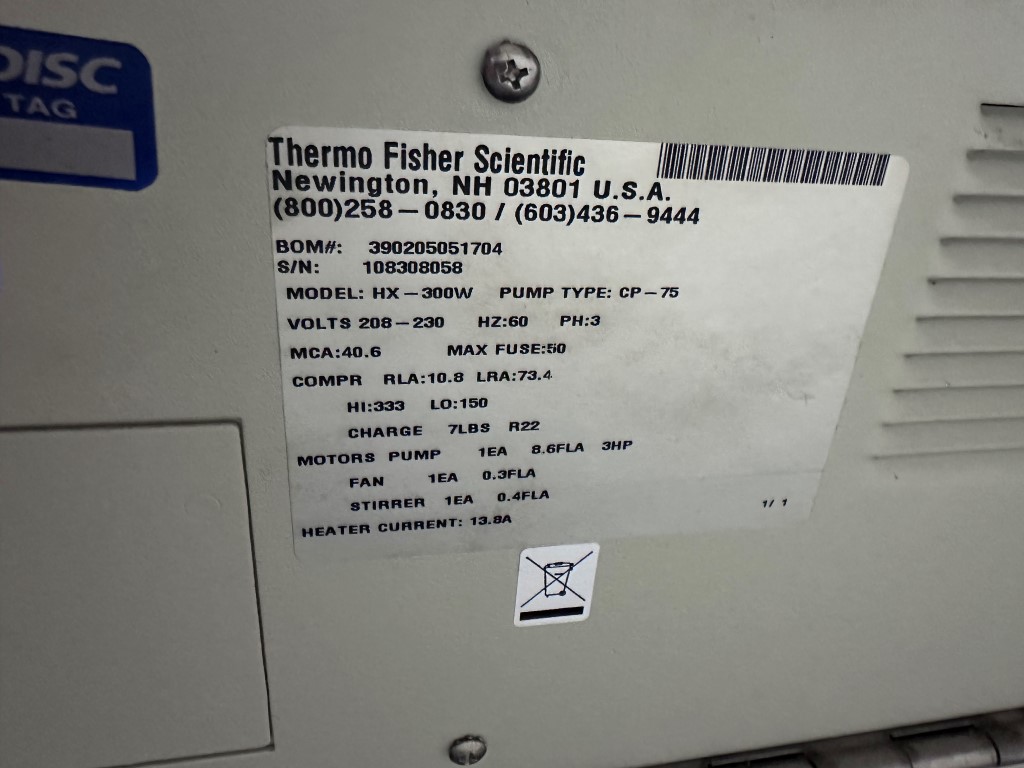 DISC
TAG
Thermo Fisher Scientific
Newington, NH 03801 U.S.A.
(800)258-0830 / (603)436-9444
BOM#: 390205051704
S/N: 108308058
MODEL: HX-300W PUMP TYPE: CP-75
VOLTS 208-230 HZ:60 PH:3
MCA:40.6 MAX FUSE:50
COMPR RLA:10.8 LRA:73.4
HI:333 LO:150
CHARGE 7LBS R22
MOTORS PUMP 1EA 8.6FLA 3HP
FAN 1EA 0.3FLA
STIRRER 1EA 0.4FLA
HEATER CURRENT: 13.8A
1/ 1